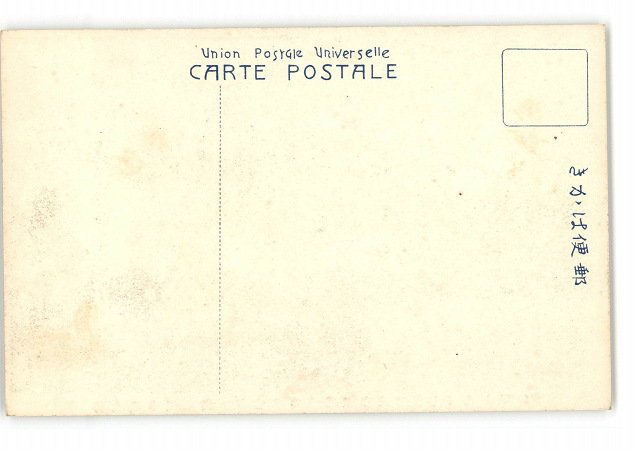 Union Postale Universelle
CARTE POSTALE
きかは便郵